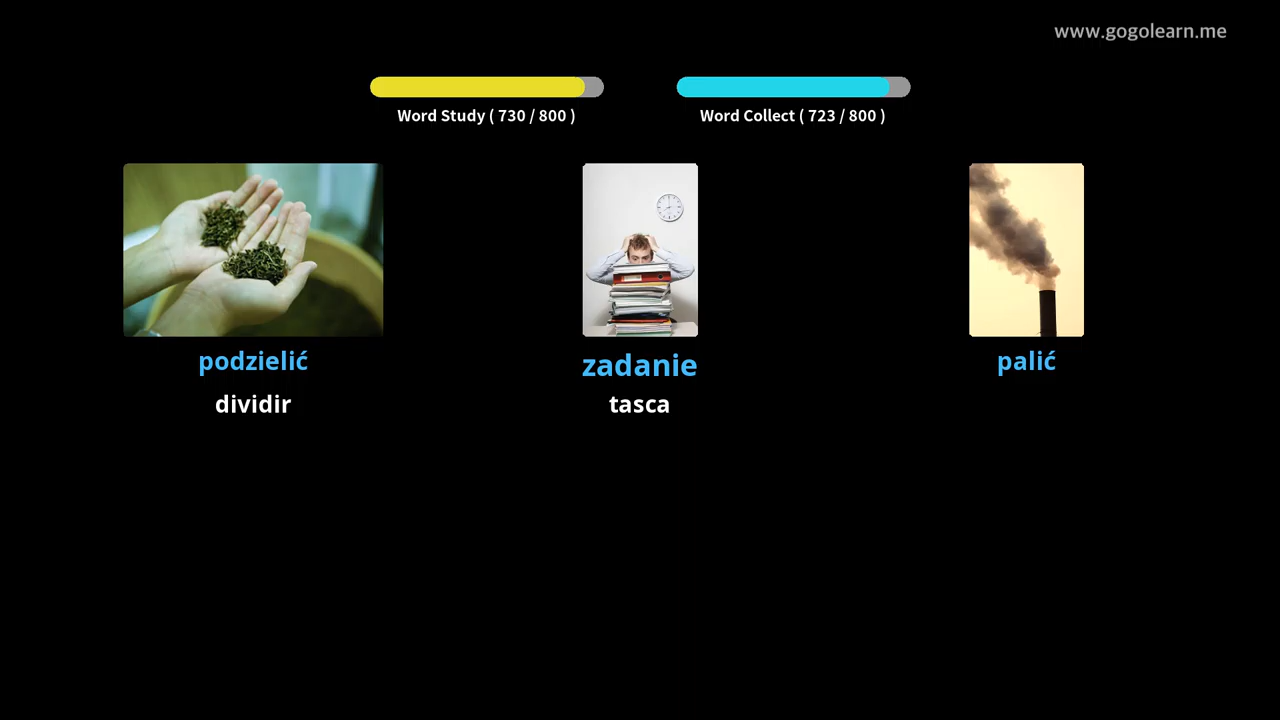 www.gogolearn.me
Word Study ( 730 / 800 )
Word Collect ( 723 / 800 )
podzielić
zadanie
palić
dividir
tasca